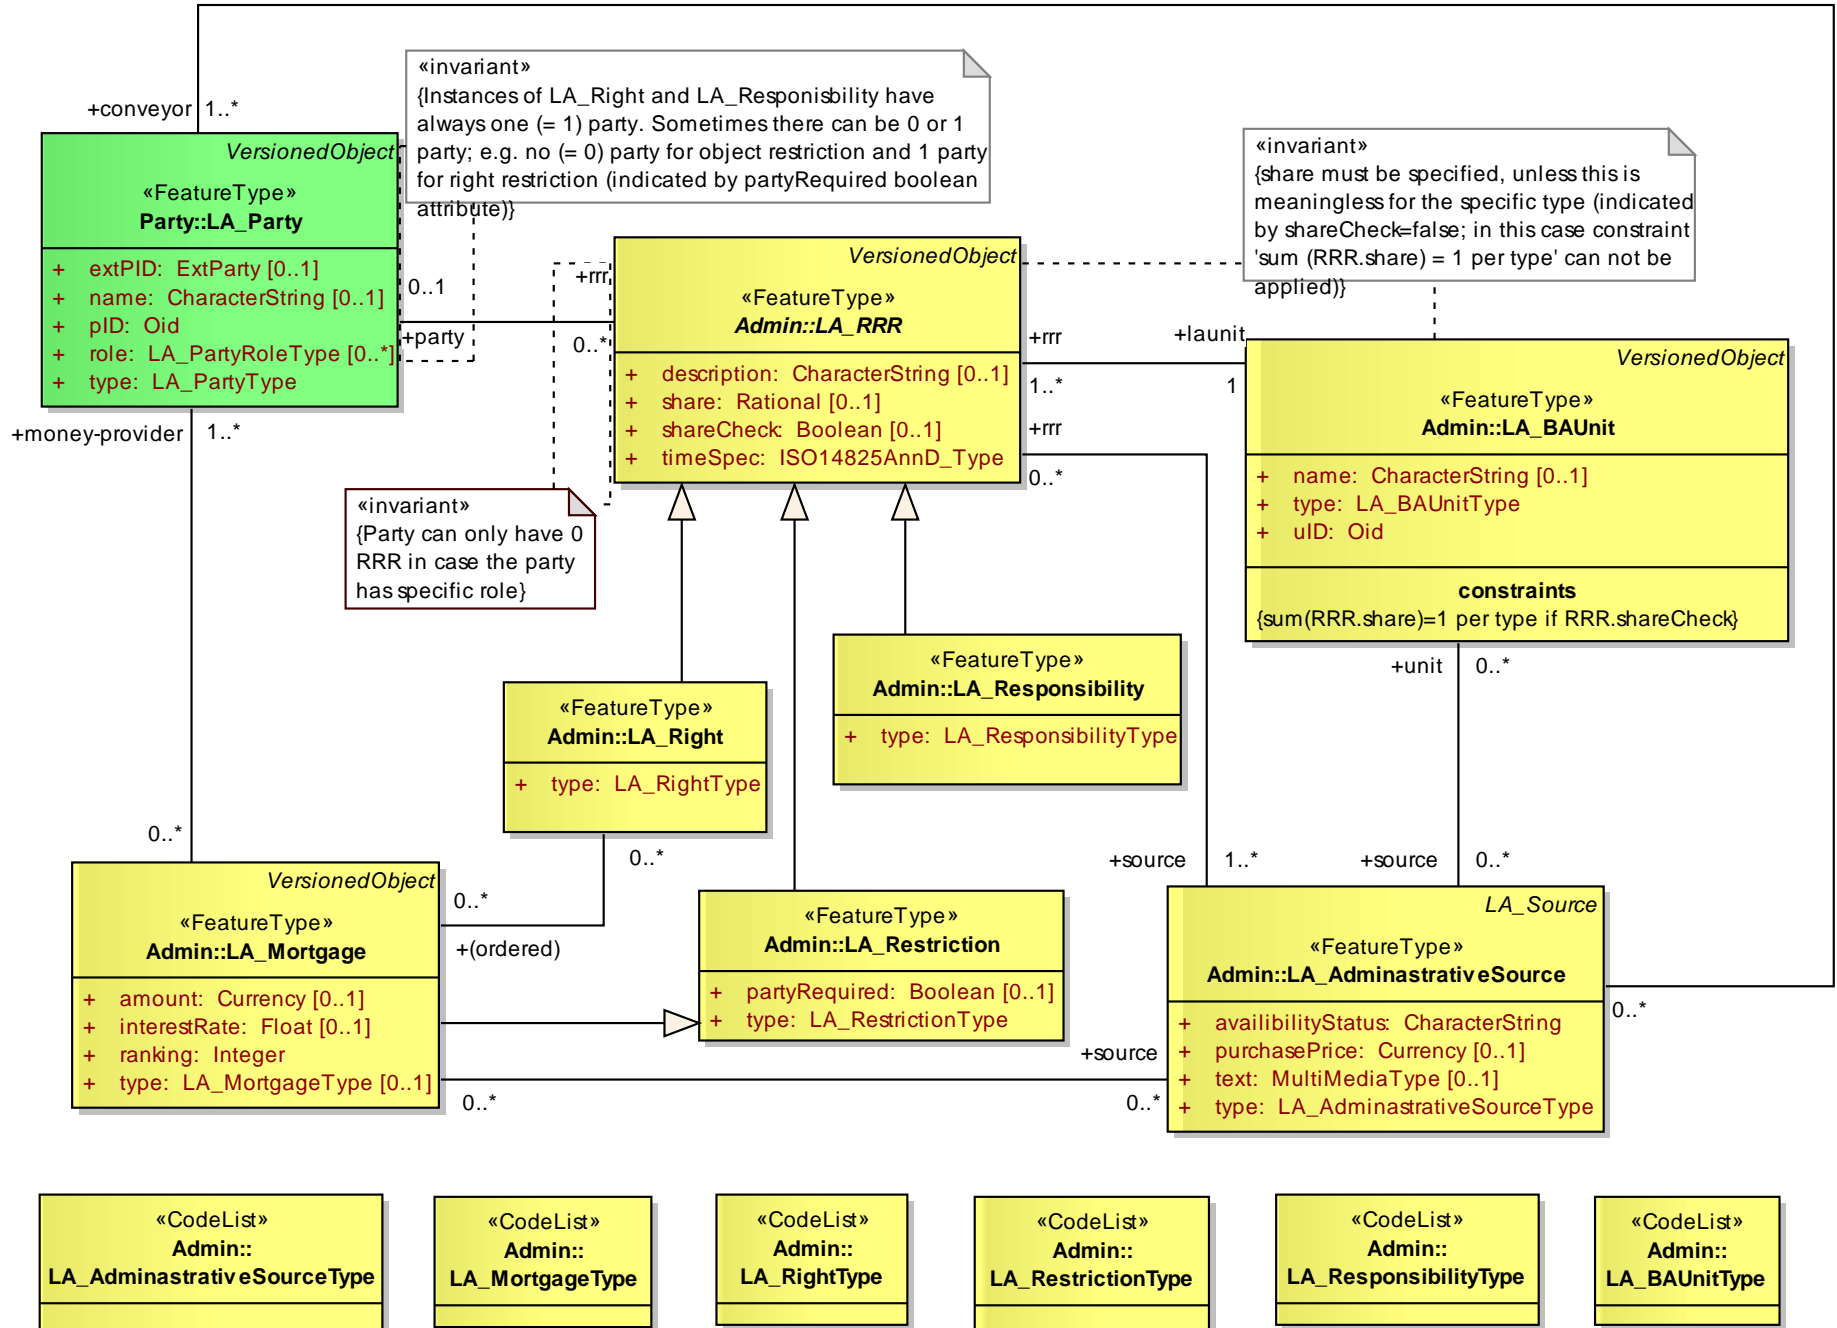 «invariant»
{Instances of LA_Right and LA_Responisbility have
always one (= 1) party. Sometimes there can be 0 or 1
party; e.g. no (= 0) party for object restriction and 1 party
for right restriction (indicated by partyRequired boolean
attribute)}
+conveyor 1..*
VersionedObject
«FeatureType»
Party::LA_Party
+ extPID: ExtParty [0..1]
+ name: CharacterString [0..1]
+ pID: Oid
+ role: LA_PartyRoleType [0..*]
+ type: LA_PartyType
0..1
+party
+rrr
0..*
«invariant»
{share must be specified, unless this is
meaningless for the specific type (indicated
by shareCheck=false; in this case constraint
'sum (RRR.share) = 1 per type' can not be
applied)}
VersionedObject
«FeatureType»
Admin::LA_RRR
+ description: CharacterString [0..1]
+ share: Rational [0..1]
+ shareCheck: Boolean [0..1]
+ timeSpec: ISO14825AnnD_Type
+rrr
1..*
+launit
1
+rrr
0..*
VersionedObject
«FeatureType»
Admin::LA_BAUnit
+ name: CharacterString [0..1]
+ type: LA_BAUnitType
+ uID: Oid
constraints
{sum(RRR.share)=1 per type if RRR.shareCheck}
+money-provider 1..*
«invariant»
{Party can only have 0
RRR in case the party
has specific role}
+unit 0..*
«FeatureType»
Admin::LA_Responsibility
+ type: LA_ResponsibilityType
«FeatureType»
Admin::LA_Right
+ type: LA_RightType
0..*
0..*
+source 1..*
+source 0..*
VersionedObject
«FeatureType»
Admin::LA_Mortgage
+ amount: Currency [0..1]
+ interestRate: Float [0..1]
+ ranking: Integer
+ type: LA_MortgageType [0..1]
0..*
+(ordered)
«FeatureType»
Admin::LA_Restriction
+ partyRequired: Boolean [0..1]
+ type: LA_RestrictionType
LA_Source
«FeatureType»
Admin::LA_AdminastrativeSource
+ availibilityStatus: CharacterString
+ purchasePrice: Currency [0..1]
+ text: MultiMediaType [0..1]
+ type: LA_AdminastrativeSourceType
0..*
+source
0..*
0..*
«CodeList»
Admin::
LA_AdminastrativeSourceType
«CodeList»
Admin::
LA_MortgageType
«CodeList»
Admin::
LA_RightType
«CodeList»
Admin::
LA_RestrictionType
«CodeList»
Admin::
LA_ResponsibilityType
«CodeList»
Admin::
LA_BAUnitType